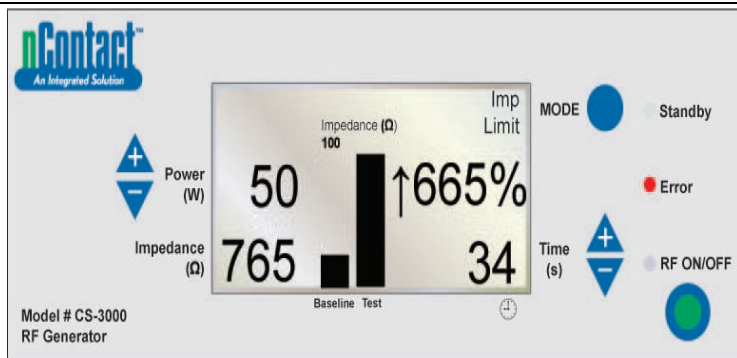 nContact™
An Integrated Solution
Imp
Limit
Impedance (Ω)
100
MODE
Standby
+
Power
(W)
50
↑665%
Error
−
Impedance
(Ω)
765
34
Time
(s)
+
−
RF ON/OFF
Baseline Test
Model # CS-3000
RF Generator